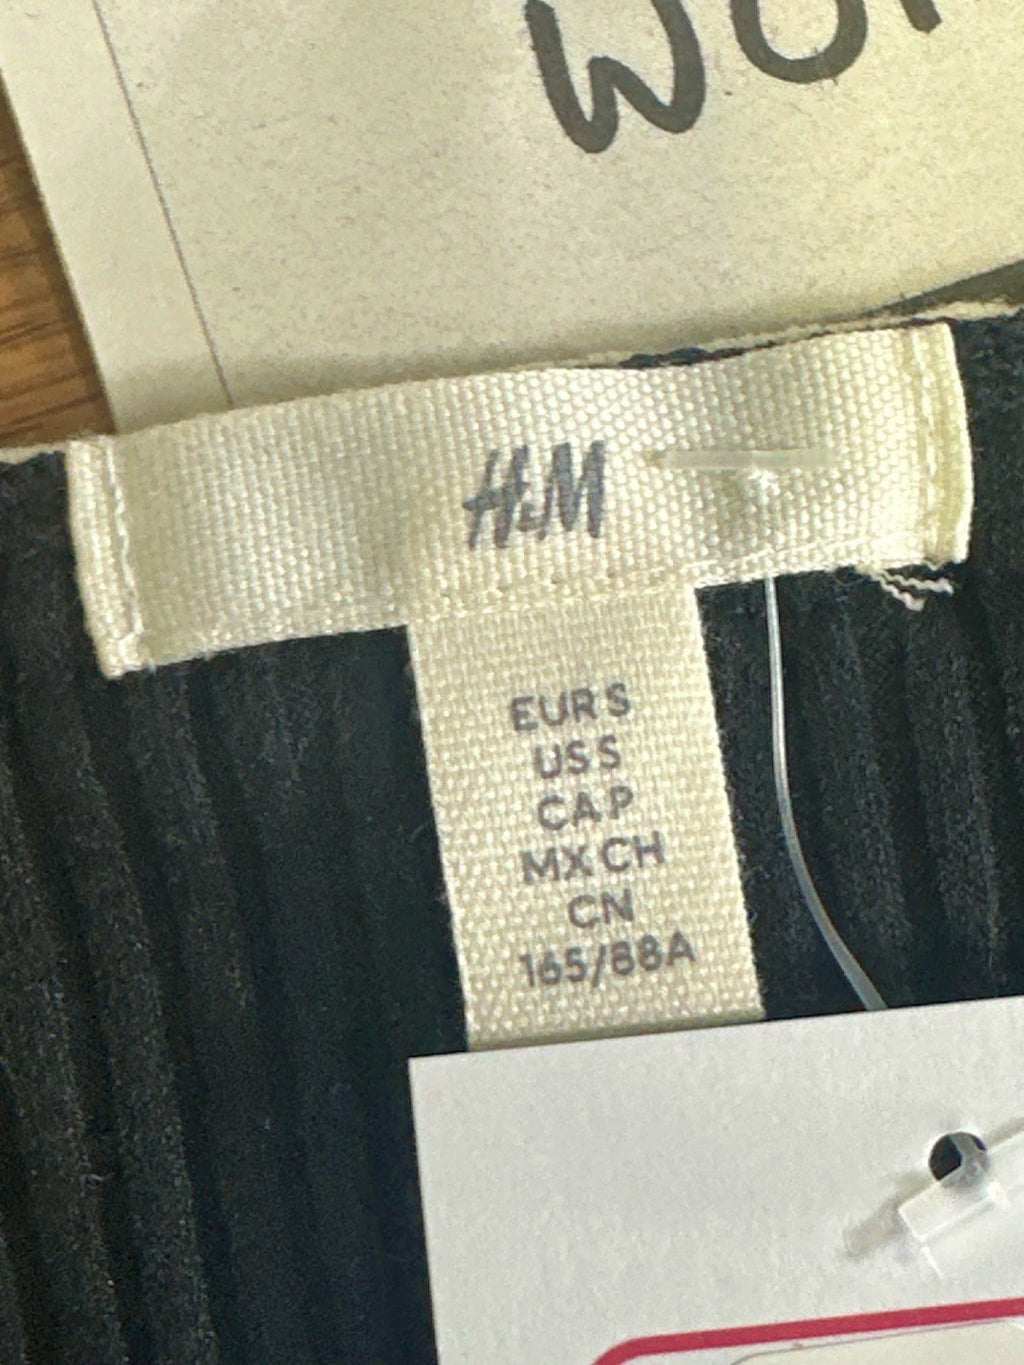 H&M
EUR S
US S
CA P
MX CH
CN
165/88A